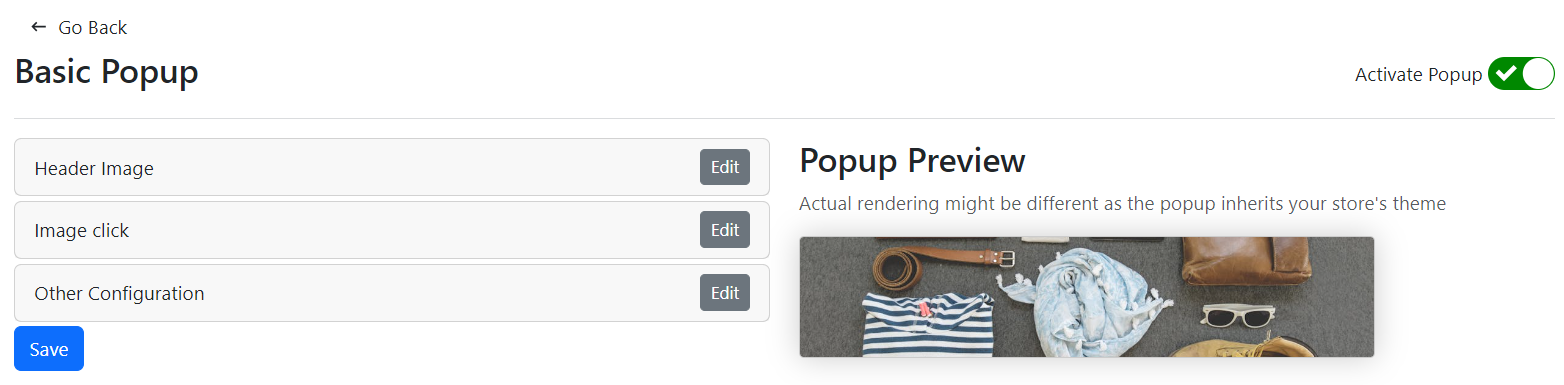 ← Go Back
Basic Popup
Activate Popup
Header Image Edit
Image click Edit
Other Configuration Edit
Save
Popup Preview
Actual rendering might be different as the popup inherits your store's theme